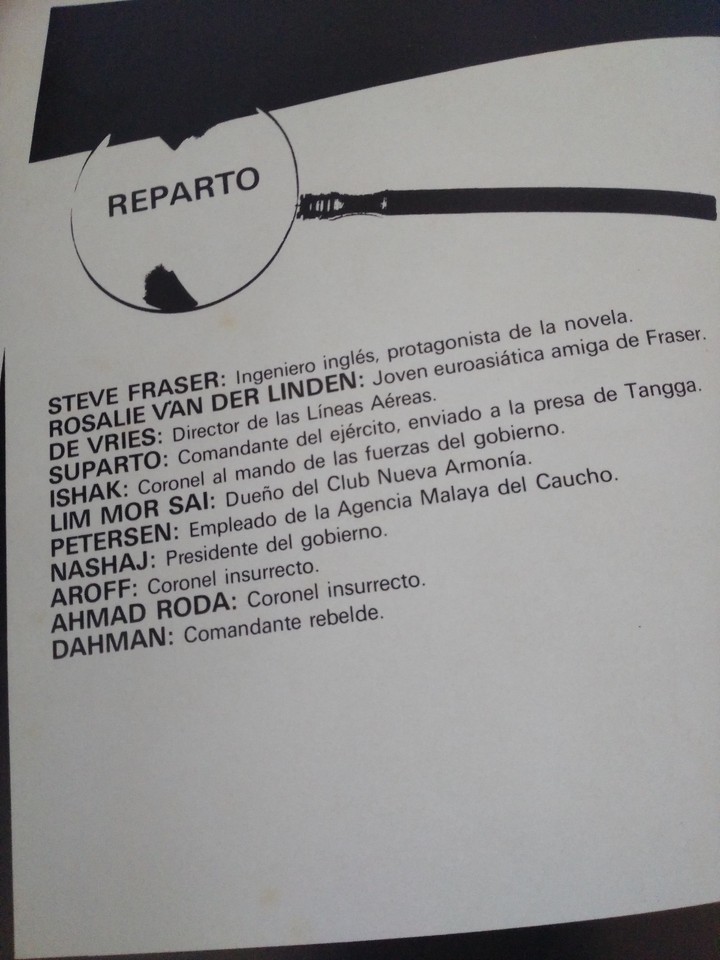 REPARTO
STEVE FRASER: Ingeniero inglés, protagonista de la novela.
ROSALIE VAN DER LINDEN: Joven euroasiática amiga de Fraser.
DE VRIES: Director de las Líneas Aéreas.
SUPARTO: Comandante del ejército, enviado a la presa de Tangga.
ISHAK: Coronel al mando de las fuerzas del gobierno.
LIM MOR SAI: Dueño del Club Nueva Armonía.
PETERSEN: Empleado de la Agencia Malaya del Caucho.
NASHAJ: Presidente del gobierno.
AROFF: Coronel insurrecto.
AHMAD RODA: Coronel insurrecto.
DAHMAN: Comandante rebelde.